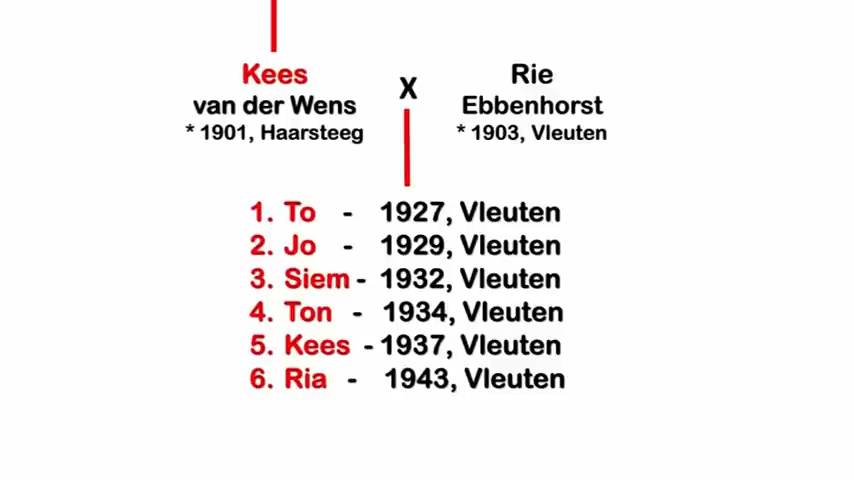 Kees
van der Wens
* 1901, Haarsteeg
X
Rie
Ebbenhorst
* 1903, Vleuten
1. To - 1927, Vleuten
2. Jo - 1929, Vleuten
3. Siem - 1932, Vleuten
4. Ton - 1934, Vleuten
5. Kees - 1937, Vleuten
6. Ria - 1943, Vleuten